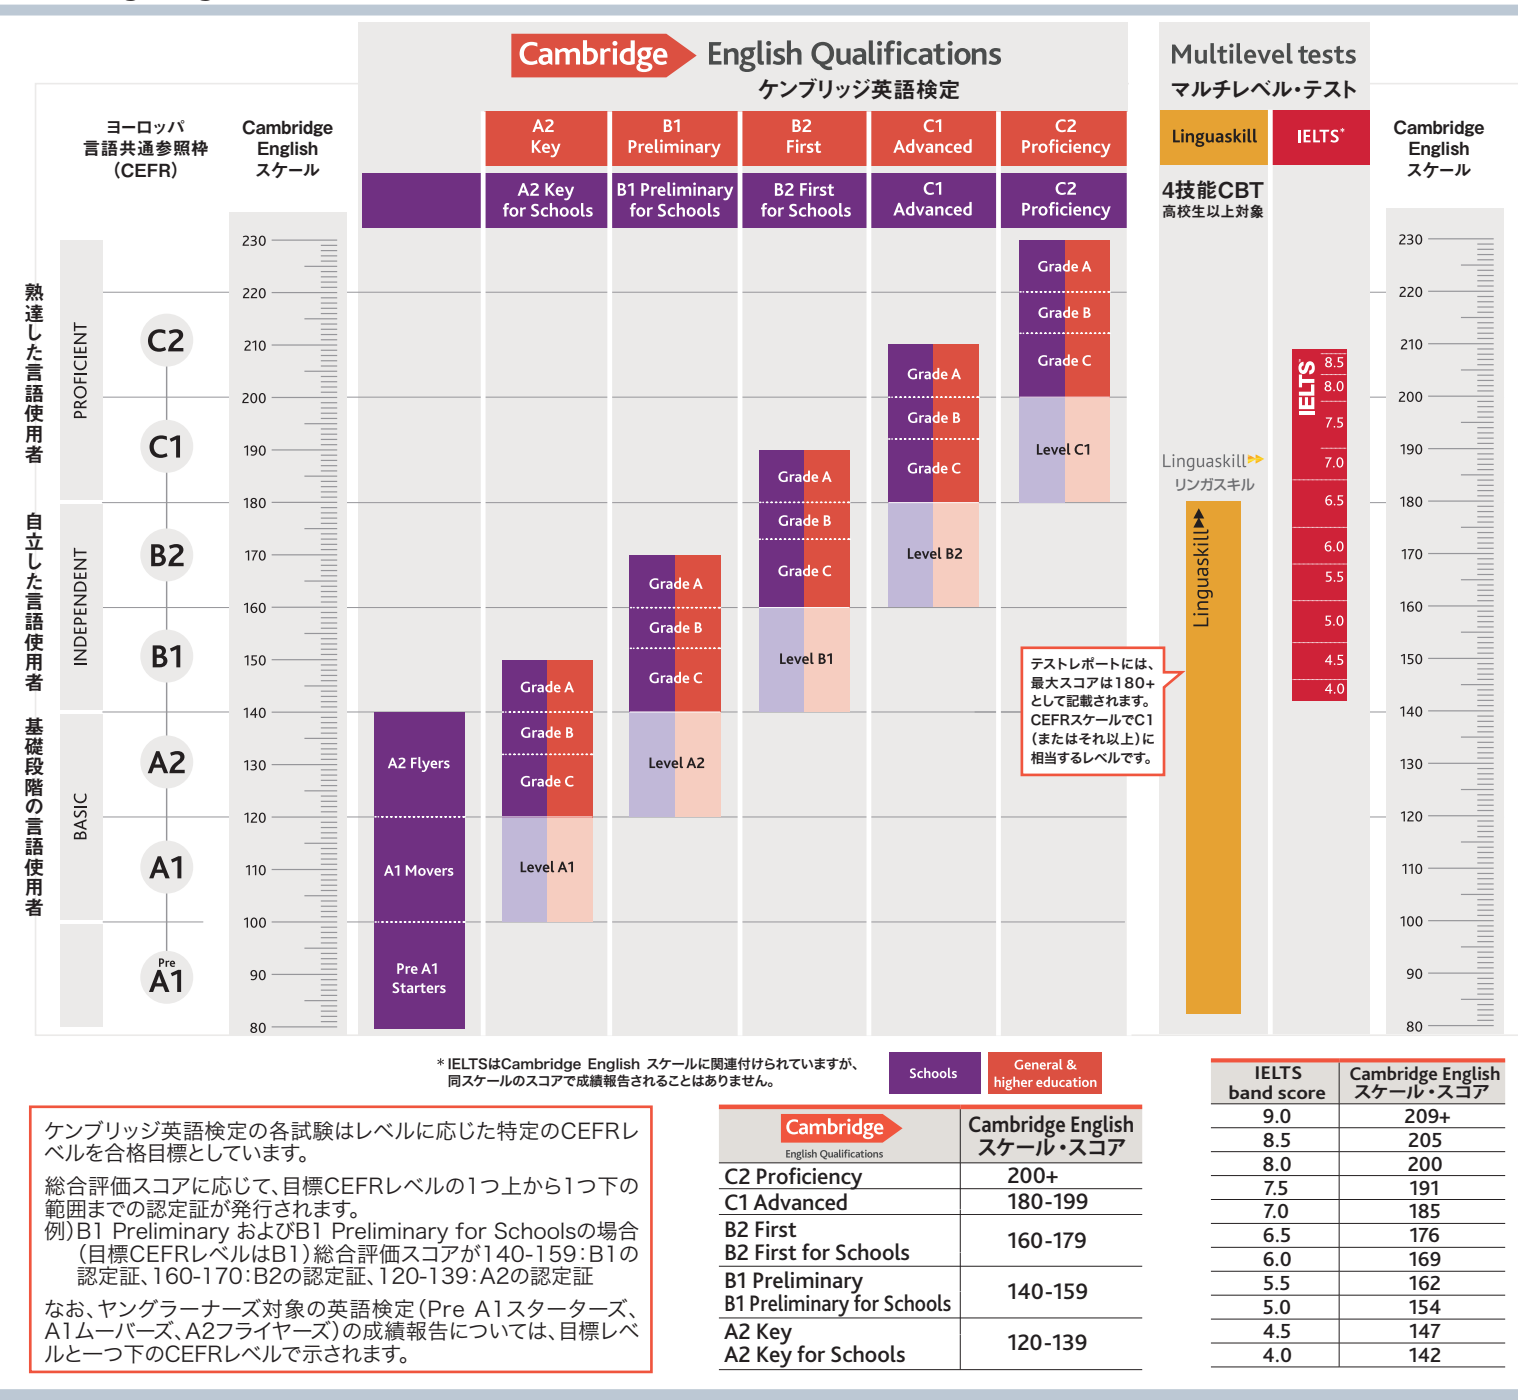 Cambridge English Qualifications
ケンブリッジ英語検定
Multilevel tests
マルチレベル・テスト
ヨーロッパ
言語共通参照枠
(CEFR)
Cambridge
English
スケール
A2
Key
B1
Preliminary
B2
First
C1
Advanced
C2
Proficiency
Linguaskill
IELTS*
Cambridge
English
スケール
A2 Key
for Schools
B1 Preliminary
for Schools
B2 First
for Schools
C1
Advanced
C2
Proficiency
4技能CBT
高校生以上対象
熟達した言語使用者
自立した言語使用者
基礎段階の言語使用者
PROFICIENT
INDEPENDENT
BASIC
C2
C1
B2
B1
A2
A1
Pre
A1
230
220
210
200
190
180
170
160
150
140
130
120
110
100
90
80
A2 Flyers
A1 Movers
Pre A1
Starters
Grade A
Grade B
Grade C
Level A1
Grade A
Grade B
Grade C
Level A2
Grade A
Grade B
Grade C
Level B1
Grade A
Grade B
Grade C
Level B2
Grade A
Grade B
Grade C
Level C1
テストレポートには、
最大スコアは180+
として記載されます。
CEFRスケールでC1
(またはそれ以上)に
相当するレベルです。
Linguaskill
リンガスキル
Linguaskill
IELTS
8.5
8.0
7.5
7.0
6.5
6.0
5.5
5.0
4.5
4.0
230
220
210
200
190
180
170
160
150
140
130
120
110
100
90
80
*IELTSはCambridge English スケールに関連付けられていますが、
同スケールのスコアで成績報告されることはありません。
Schools
General &
higher education
ケンブリッジ英語検定の各試験はレベルに応じた特定のCEFRレ
ベルを合格目標としています。
総合評価スコアに応じて、目標CEFRレベルの1つ上から1つ下の
範囲までの認定証が発行されます。
例)B1 Preliminary およびB1 Preliminary for Schoolsの場合
(目標CEFRレベルはB1)総合評価スコアが140-159:B1の
認定証、160-170:B2の認定証、120-139:A2の認定証
なお、ヤングラーナーズ対象の英語検定(Pre A1スターターズ、
A1ムーバーズ、A2フライヤーズ)の成績報告については、目標レベ
ルと一つ下のCEFRレベルで示されます。
Cambridge
English Qualifications
Cambridge English
スケール・スコア
C2 Proficiency 200+
C1 Advanced 180-199
B2 First
B2 First for Schools
160-179
B1 Preliminary
B1 Preliminary for Schools
140-159
A2 Key
A2 Key for Schools
120-139
IELTS
band score
Cambridge English
スケール・スコア
9.0 209+
8.5 205
8.0 200
7.5 191
7.0 185
6.5 176
6.0 169
5.5 162
5.0 154
4.5 147
4.0 142